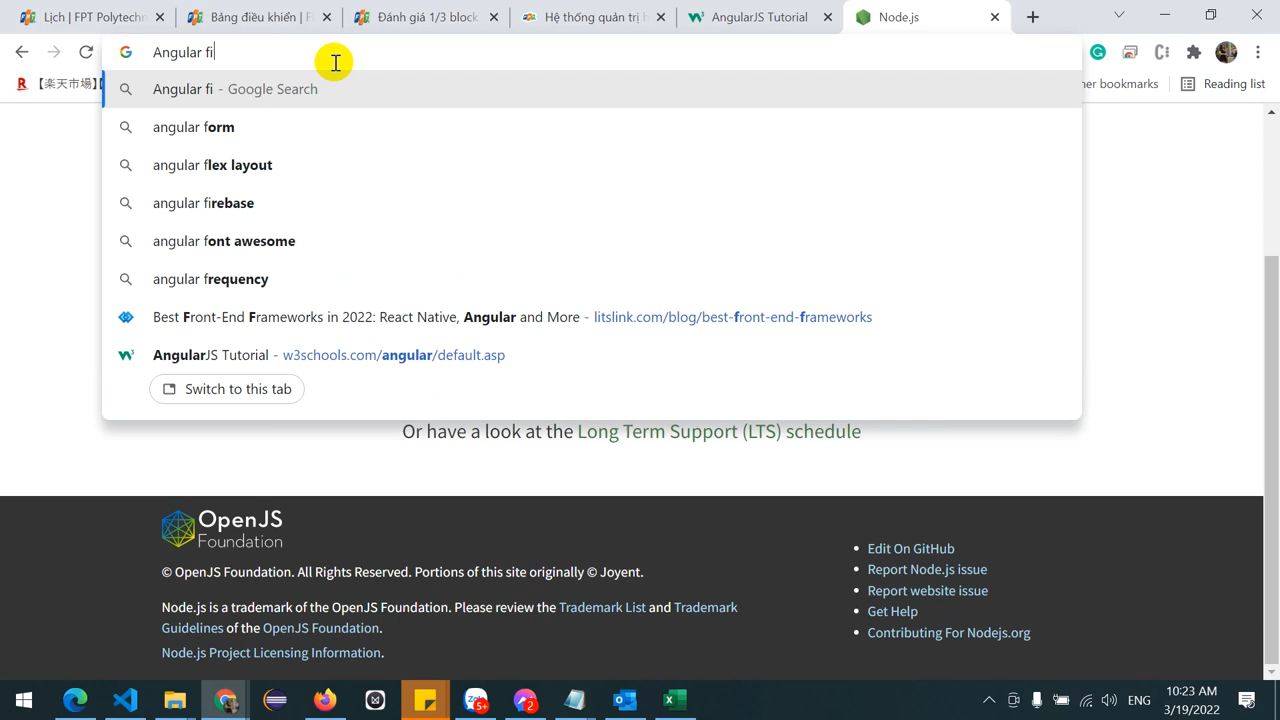 Lịch | FPT Polytechn
Bảng điều khiển | F
Đánh giá 1/3 block
Hệ thống quản trị h
AngularJS Tutorial
Node.js
Angular fi
【楽天市場】
her bookmarks
Reading list
Angular fi - Google Search
angular form
angular flex layout
angular firebase
angular font awesome
angular frequency
Best Front-End Frameworks in 2022: React Native, Angular and More - litslink.com/blog/best-front-end-frameworks
AngularJS Tutorial - w3schools.com/angular/default.asp
Switch to this tab
Or have a look at the Long Term Support (LTS) schedule
OpenJS
Foundation
© OpenJS Foundation. All Rights Reserved. Portions of this site originally © Joyent.
Node.js is a trademark of the OpenJS Foundation. Please review the Trademark List and Trademark
Guidelines of the OpenJS Foundation.
Node.js Project Licensing Information.
Edit On GitHub
Report Node.js issue
Report website issue
Get Help
Contributing For Nodejs.org
5+
2
ENG
10:23 AM
3/19/2022